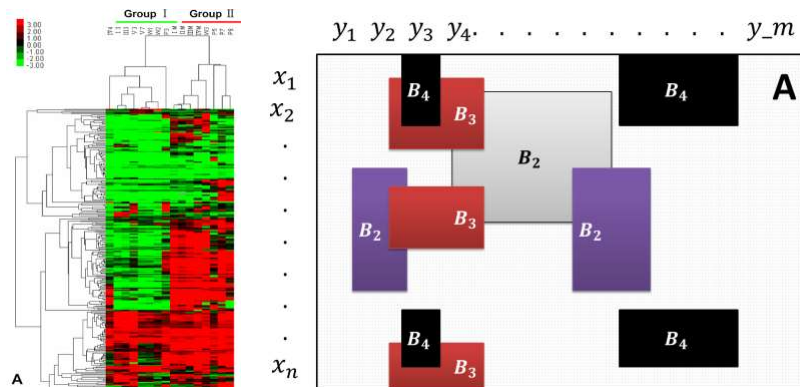 Group I Group II
3.00
2.00
1.00
0.00
-1.00
-2.00
-3.00
A
y₁ y₂ y₃ y₄. . . . . . . . . . . y_m
x₁
x₂
.
.
.
.
.
xₙ
A
B₄
B₄
B₃
B₂
B₂
B₃
B₂
B₄
B₄
B₃